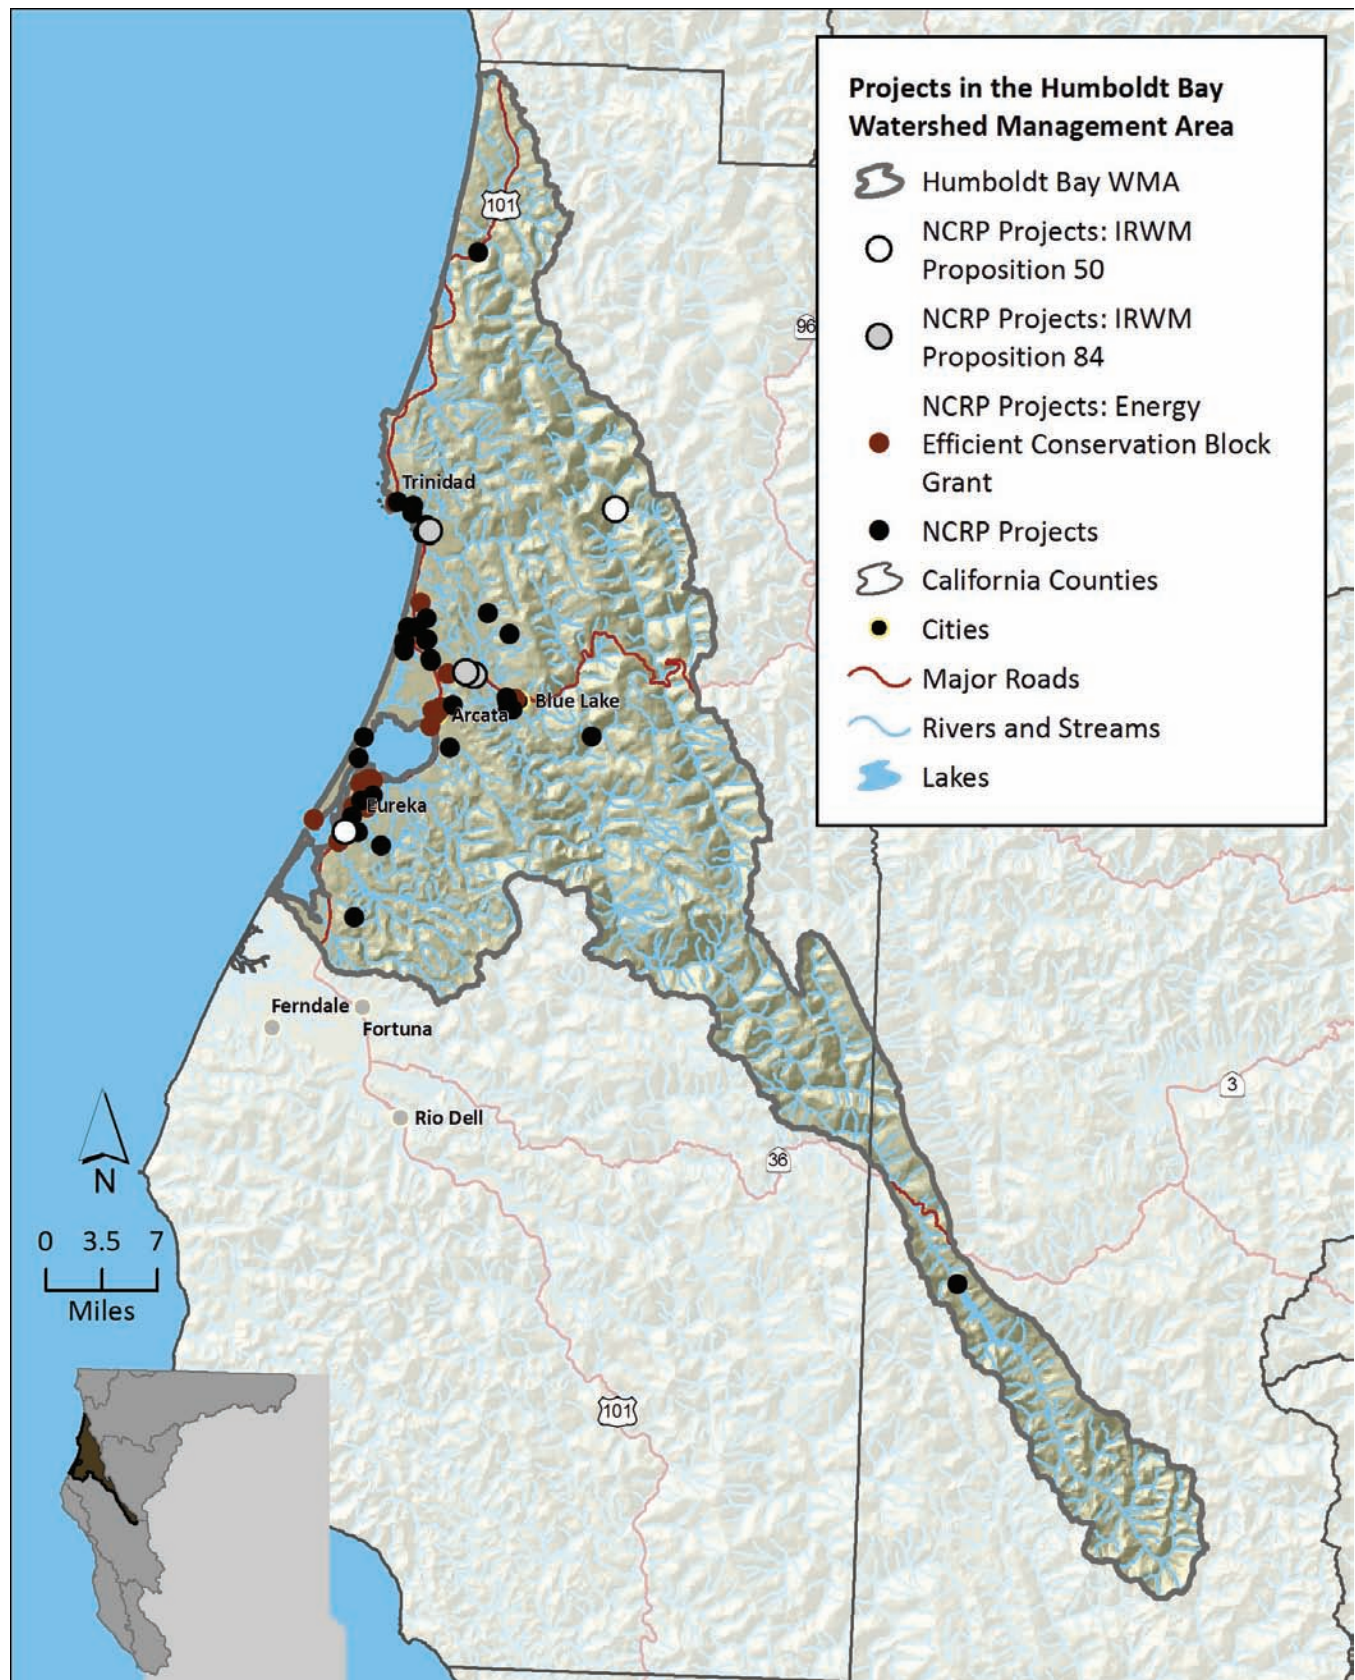 Projects in the Humboldt Bay
Watershed Management Area
Humboldt Bay WMA
NCRP Projects: IRWM
Proposition 50
NCRP Projects: IRWM
Proposition 84
NCRP Projects: Energy
Efficient Conservation Block
Grant
NCRP Projects
California Counties
Cities
Major Roads
Rivers and Streams
Lakes
101
96
Trinidad
Blue Lake
Arcata
Eureka
Ferndale
Fortuna
Rio Dell
3
36
N
0 3.5 7
Miles
101